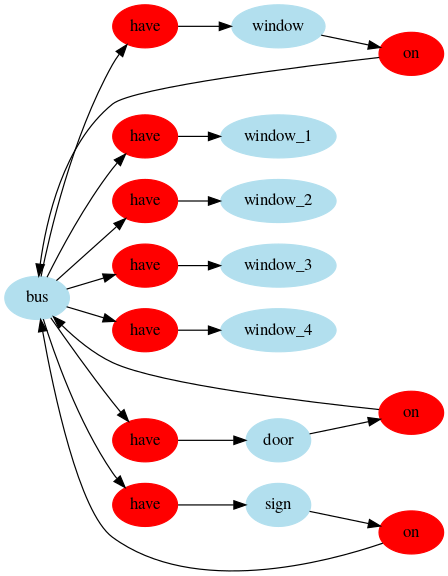 have window
on
have window_1
have window_2
have window_3
bus
have window_4
on
have door
have sign
on